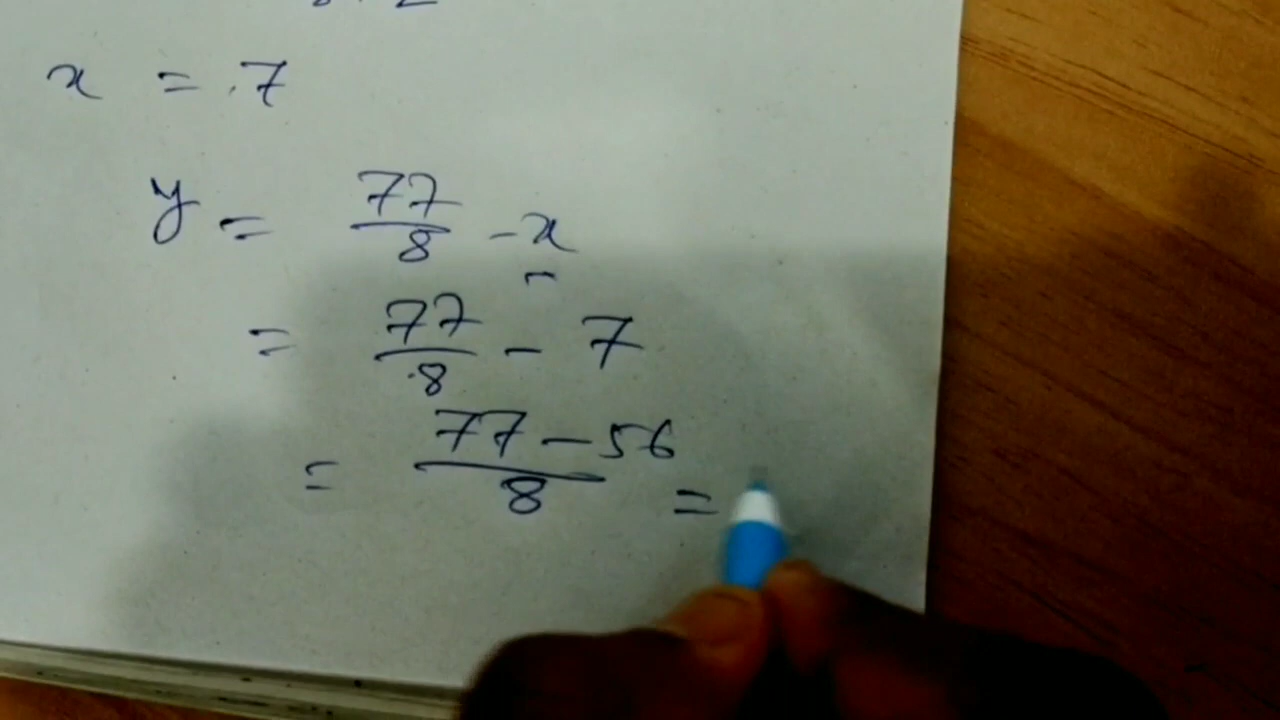 x = 7
y = 77/8 - x
= 77/8 - 7
= 77 - 56/8 =